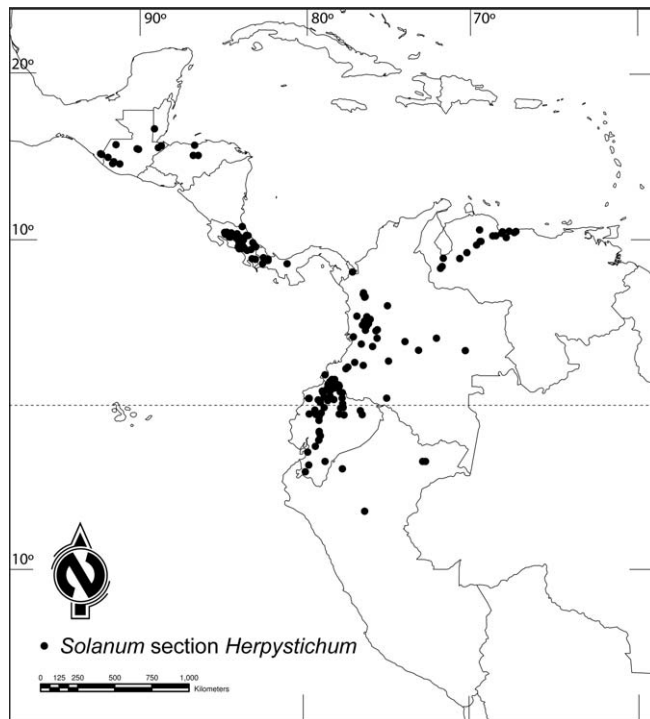 90º 80º 70º
20º
10º
10º
N
• Solanum section Herpystichum
0 125 250 500 750 1,000
Kilometers